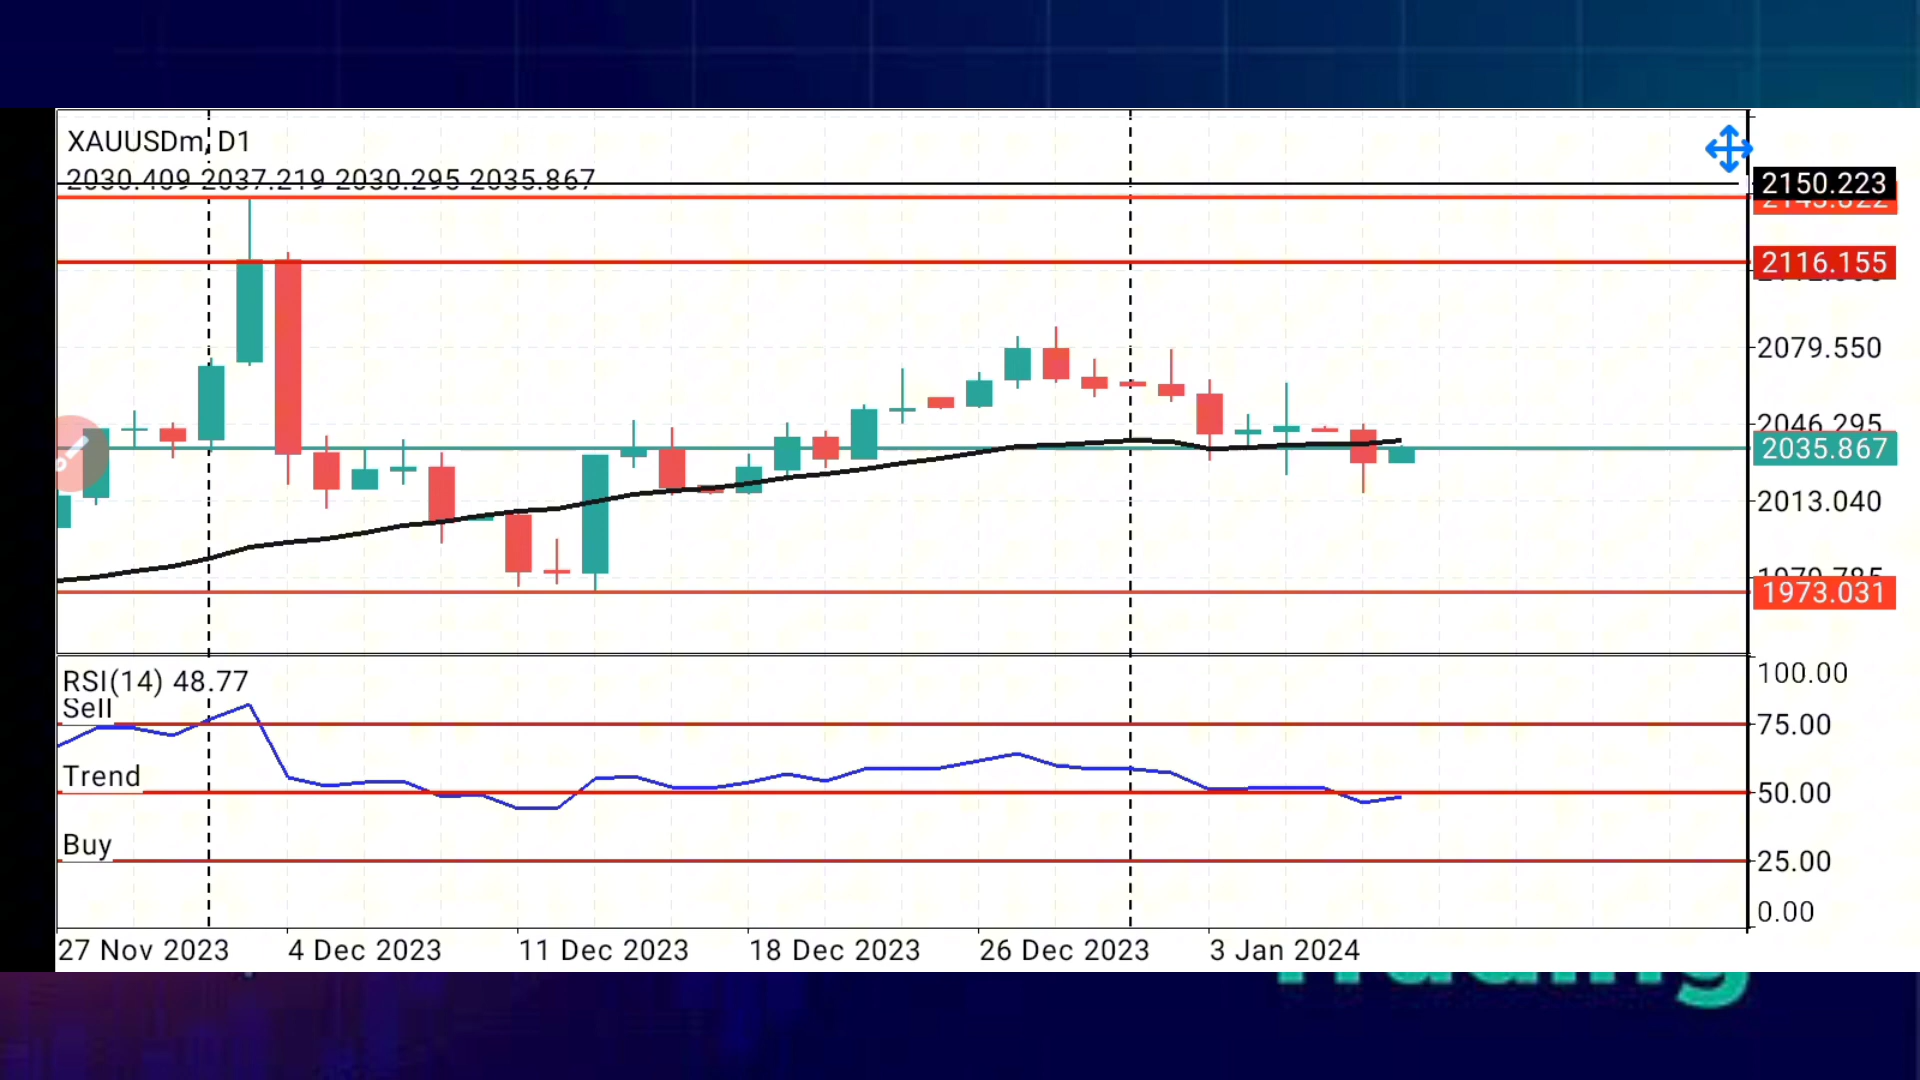 XAUUSDm, D1
2030.409 2037.219 2030.295 2035.867
2150.223
2116.155
2079.550
2046.295
2035.867
2013.040
1973.031
RSI(14) 48.77
Sell
Trend
Buy
100.00
75.00
50.00
25.00
0.00
27 Nov 2023 4 Dec 2023 11 Dec 2023 18 Dec 2023 26 Dec 2023 3 Jan 2024